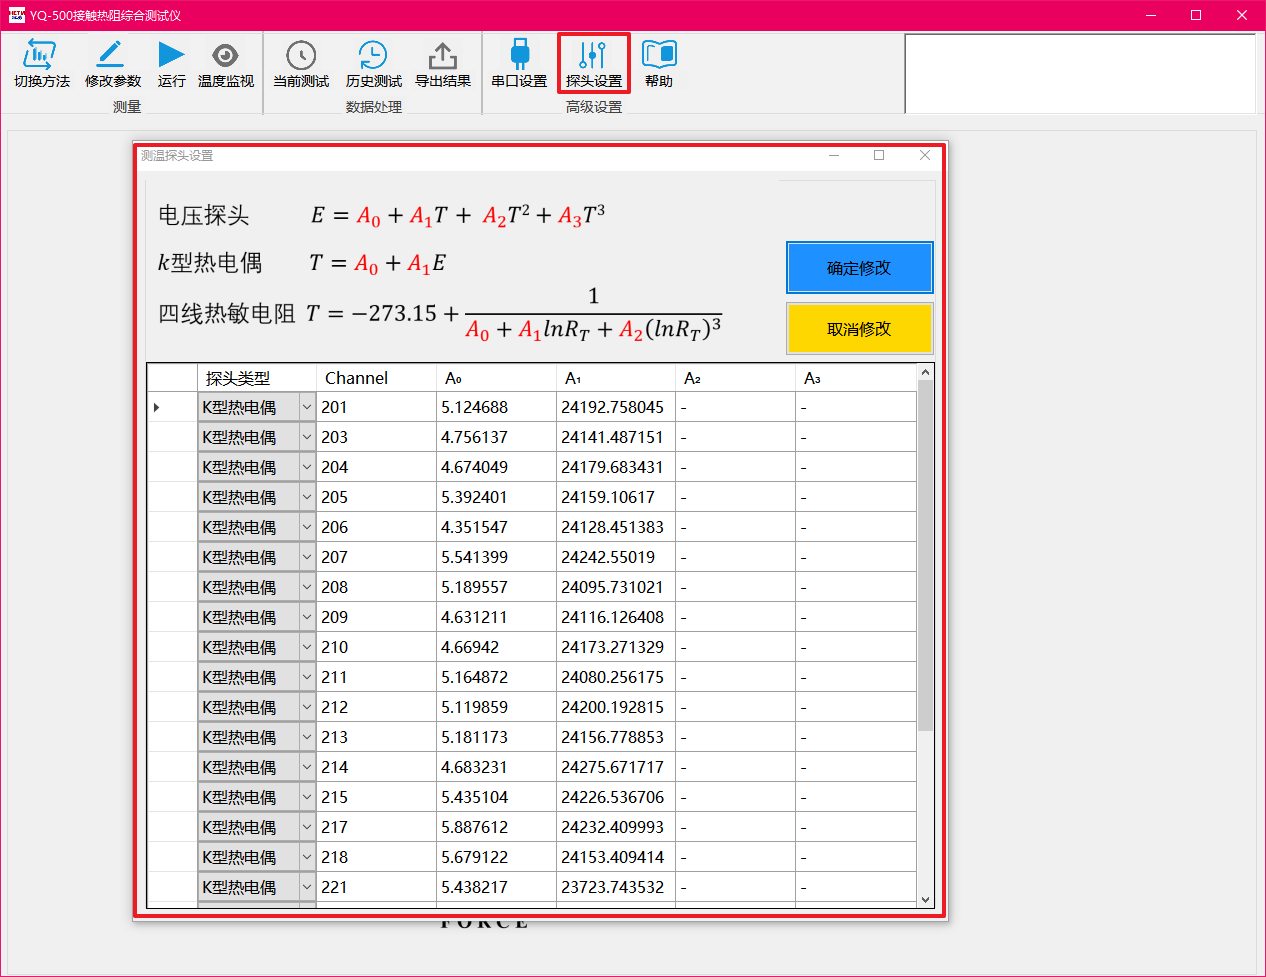 YQ-500接触热阻综合测试仪
切换方法 修改参数 运行 温度监视 当前测试 历史测试 导出结果 串口设置 探头设置 帮助
测量 数据处理 高级设置
测温探头设置
电压探头 E = A₀ + A₁T + A₂T² + A₃T³
k型热电偶 T = A₀ + A₁E
四线热敏电阻 T = −273.15 + 1 / (A₀ + A₁lnR_T + A₂(lnR_T)³)
确定修改
取消修改
探头类型 Channel A₀ A₁ A₂ A₃
K型热电偶 201 5.124688 24192.758045 - -
K型热电偶 203 4.756137 24141.487151 - -
K型热电偶 204 4.674049 24179.683431 - -
K型热电偶 205 5.392401 24159.10617 - -
K型热电偶 206 4.351547 24128.451383 - -
K型热电偶 207 5.541399 24242.55019 - -
K型热电偶 208 5.189557 24095.731021 - -
K型热电偶 209 4.631211 24116.126408 - -
K型热电偶 210 4.66942 24173.271329 - -
K型热电偶 211 5.164872 24080.256175 - -
K型热电偶 212 5.119859 24200.192815 - -
K型热电偶 213 5.181173 24156.778853 - -
K型热电偶 214 4.683231 24275.671717 - -
K型热电偶 215 5.435104 24226.536706 - -
K型热电偶 217 5.887612 24232.409993 - -
K型热电偶 218 5.679122 24153.409414 - -
K型热电偶 221 5.438217 23723.743532 - -
FORCE